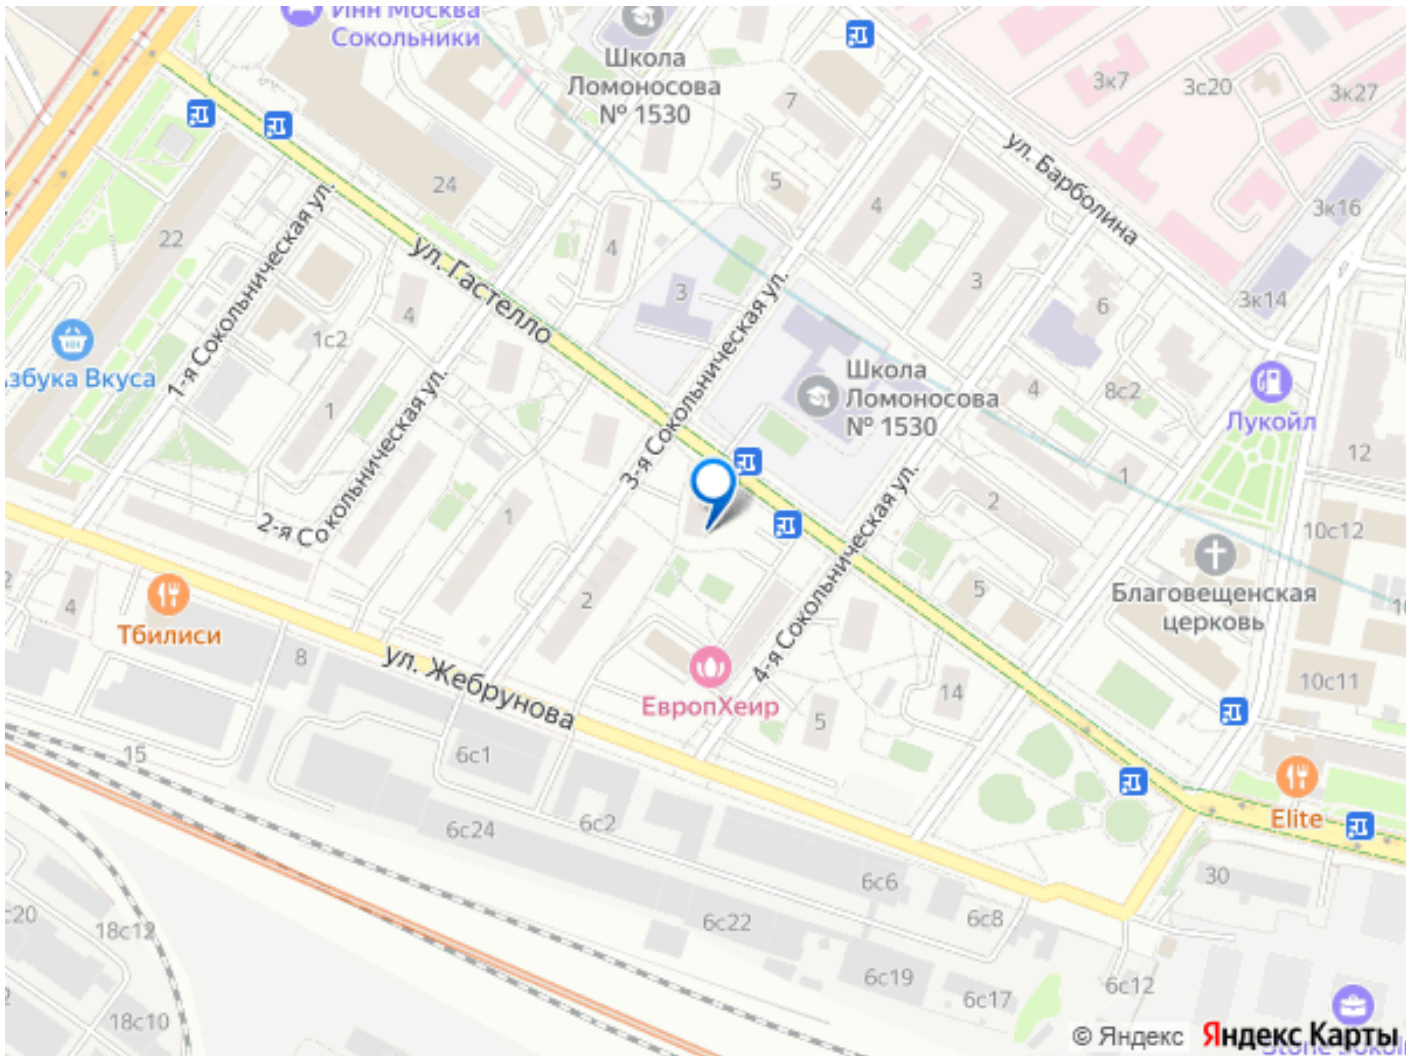 Инн Москва
Сокольники
Школа
Ломоносова
№ 1530
7
3к7
3с20
3к27
ул. Барболина
24
5
4
3к16
22
1-я Сокольническая ул.
ул. Гастелло
4
3
3
6
3к14
4
1с2
Азбука Вкуса
1
2-я Сокольническая ул.
3-я Сокольническая ул.
Школа
Ломоносова
№ 1530
4
8с2
Лукойл
12
1
2
1
10с12
4-я Сокольническая ул.
Благовещенская
церковь
5
2
4
Тбилиси
8
ул. Жебрунова
ЕвропХеир
14
5
10с11
15
6с1
6с24
6с2
Elite
6с6
30
6с22
6с8
18с12
6с19
6с17
6с12
18с10
© Яндекс
Яндекс Карты